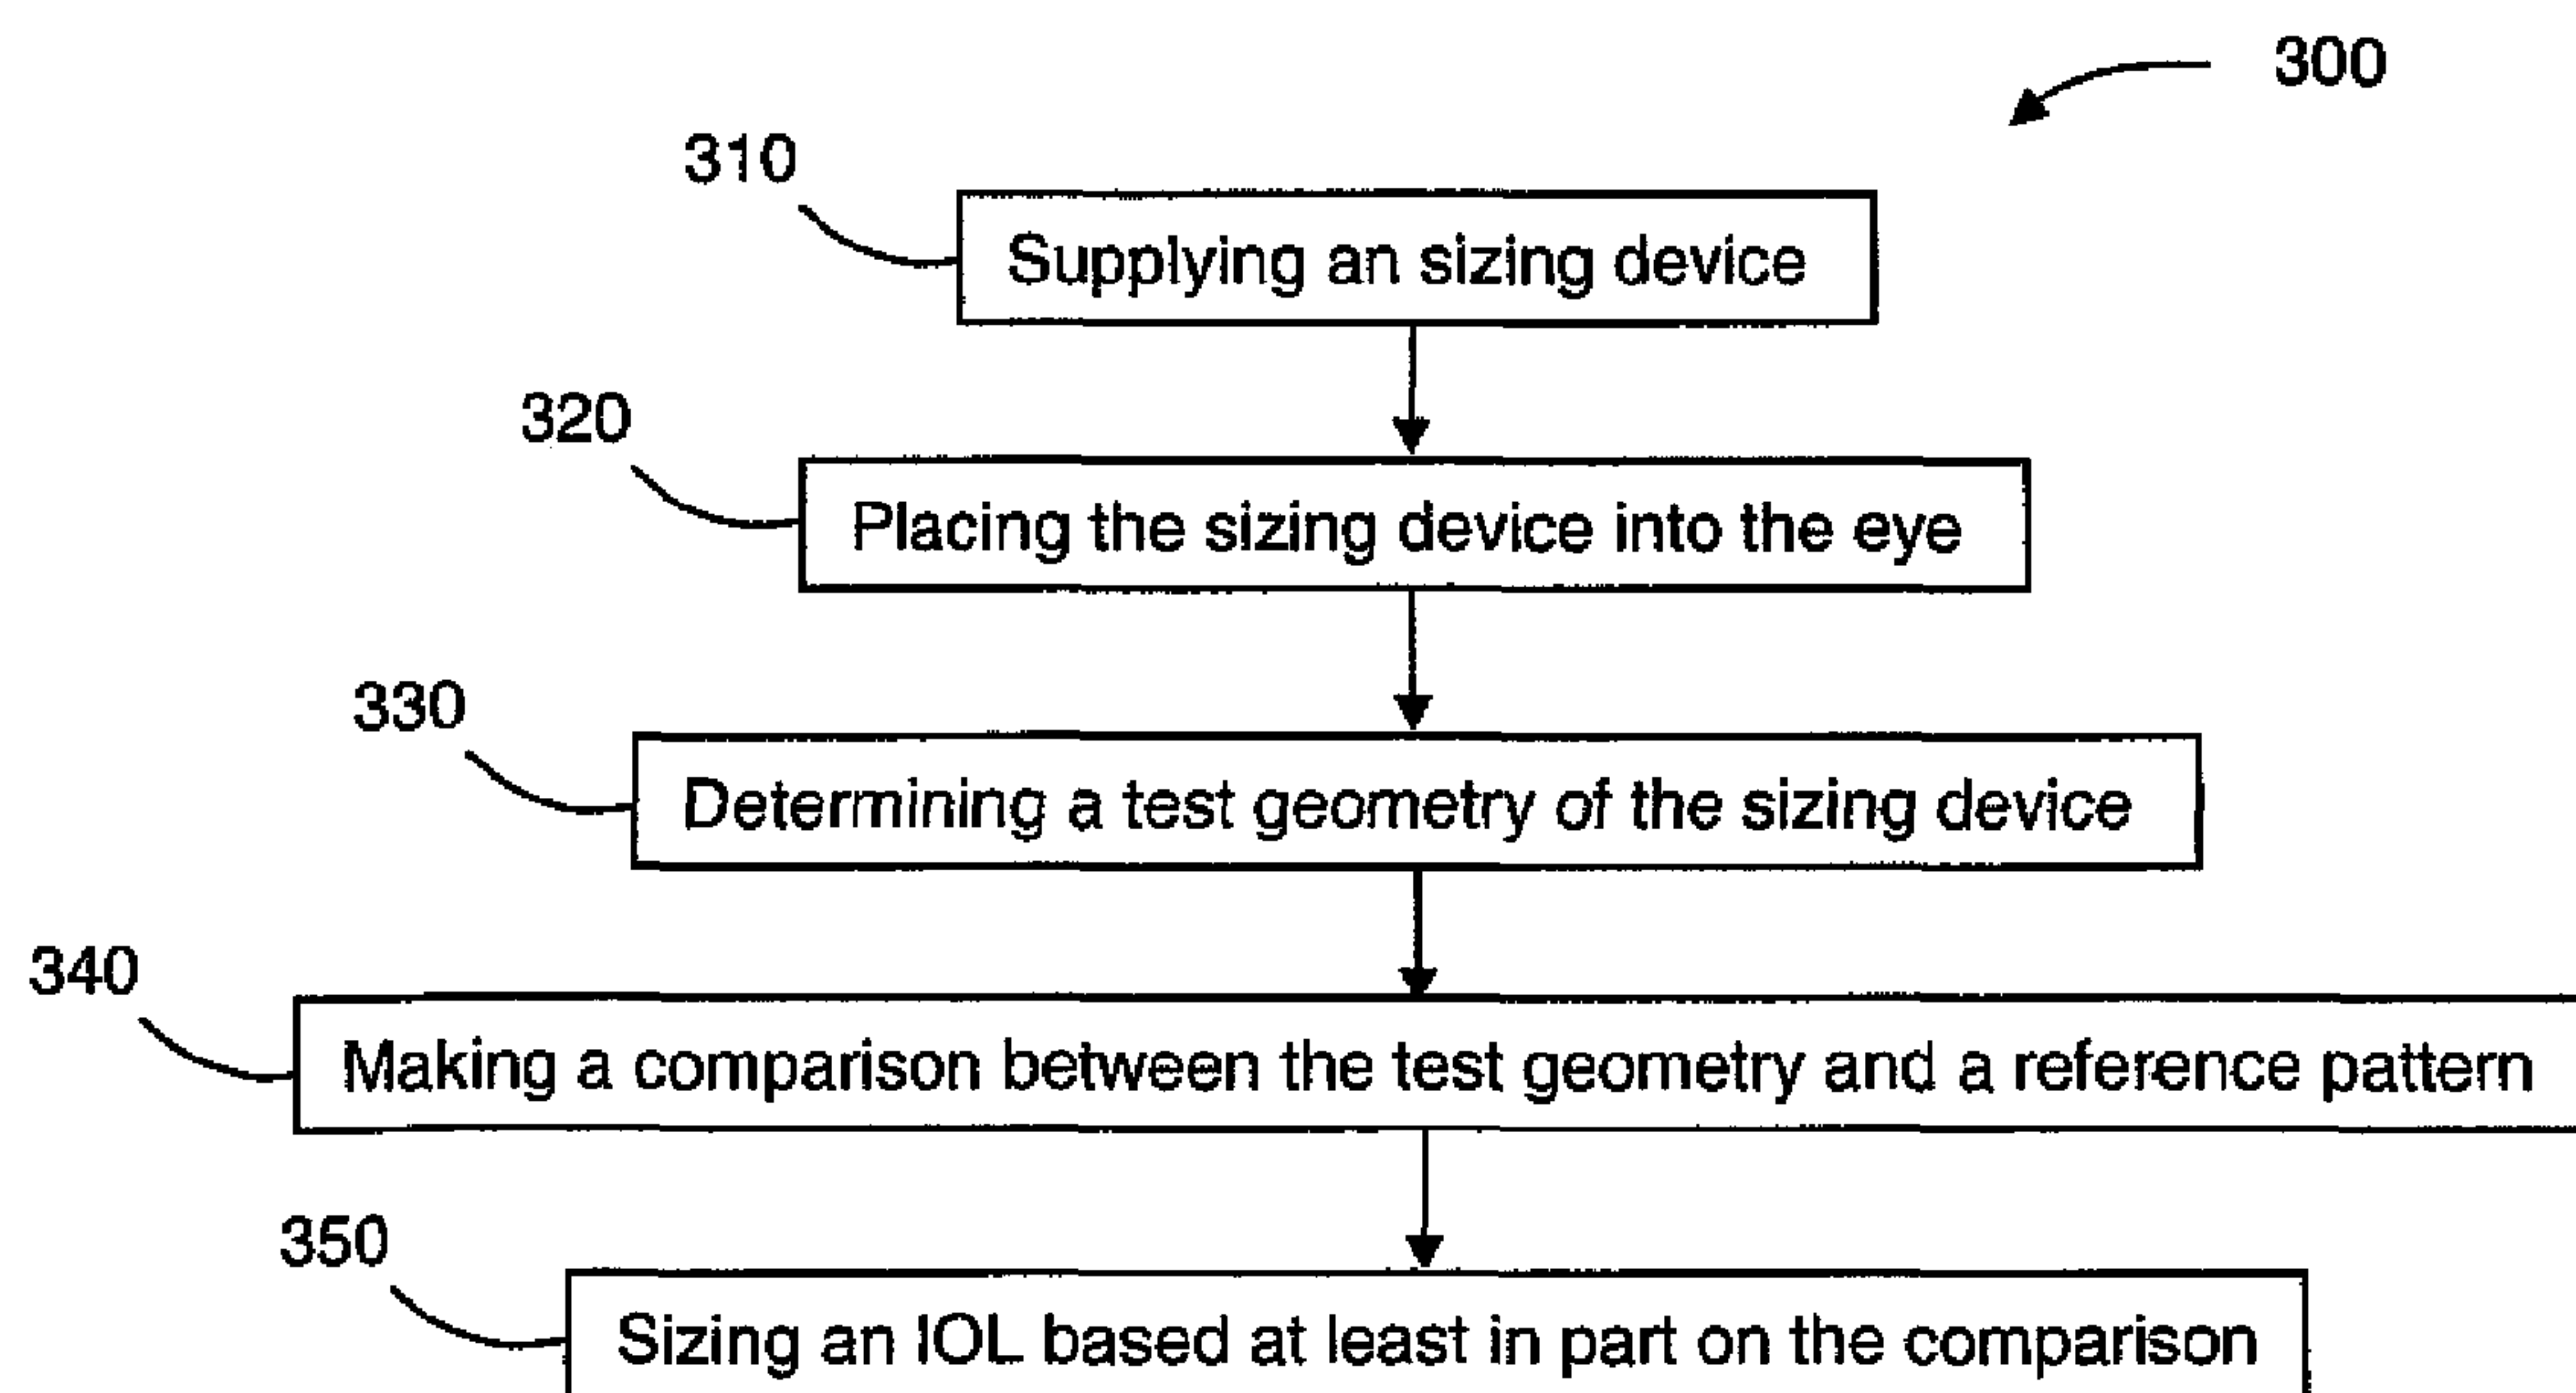 300
310
Supplying an sizing device
320
Placing the sizing device into the eye
330
Determining a test geometry of the sizing device
340
Making a comparison between the test geometry and a reference pattern
350
Sizing an IOL based at least in part on the comparison